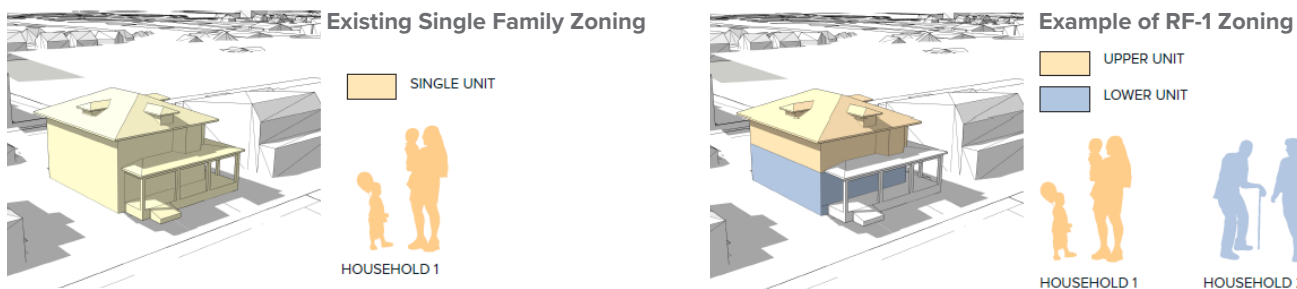 Existing Single Family Zoning
SINGLE UNIT
HOUSEHOLD 1
Example of RF-1 Zoning
UPPER UNIT
LOWER UNIT
HOUSEHOLD 1
HOUSEHOLD